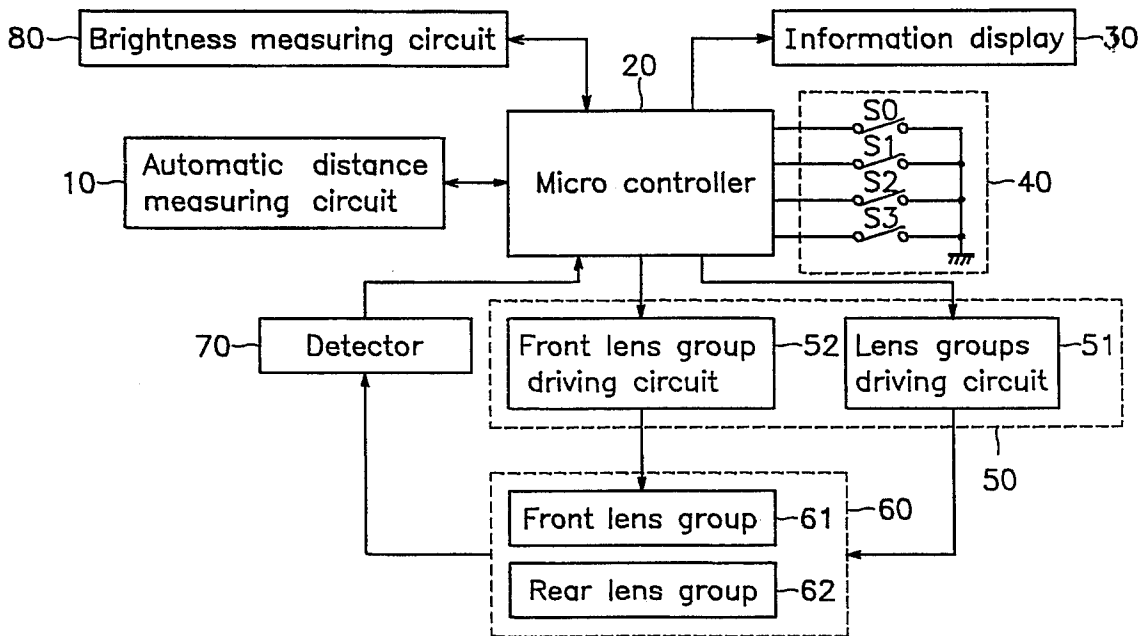 80 Brightness measuring circuit
Information display 30
20
10 Automatic distance
measuring circuit
Micro controller
S0
S1
S2
S3
40
70 Detector
Front lens group
driving circuit
52
Lens groups
driving circuit
51
50
Front lens group 61
60
Rear lens group 62